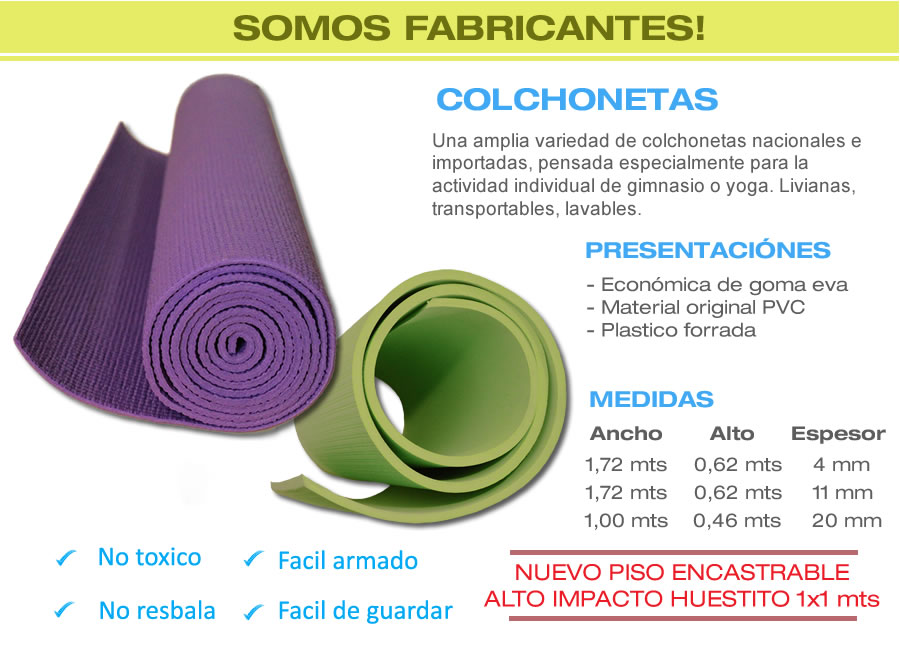 SOMOS FABRICANTES!
COLCHONETAS
Una amplia variedad de colchonetas nacionales e
importadas, pensada especialmente para la
actividad individual de gimnasio o yoga. Livianas,
transportables, lavables.
PRESENTACIÓNES
- Económica de goma eva
- Material original PVC
- Plastico forrada
MEDIDAS
Ancho Alto Espesor
1,72 mts 0,62 mts 4 mm
1,72 mts 0,62 mts 11 mm
1,00 mts 0,46 mts 20 mm
No toxico Facil armado
No resbala Facil de guardar
NUEVO PISO ENCASTRABLE
ALTO IMPACTO HUESTITO 1x1 mts